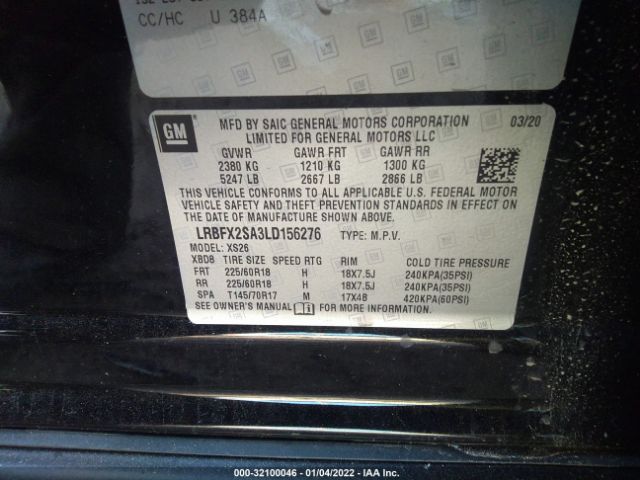 CC/HC U 384A
GM
MFD BY SAIC GENERAL MOTORS CORPORATION 03/20
LIMITED FOR GENERAL MOTORS LLC
GVWR GAWR FRT GAWR RR
2380 KG 1210 KG 1300 KG
5247 LB 2667 LB 2866 LB
THIS VEHICLE CONFORMS TO ALL APPLICABLE U.S. FEDERAL MOTOR
VEHICLE SAFETY AND THEFT PREVENTION STANDARDS IN EFFECT ON
THE DATE OF MANUFACTURE SHOWN ABOVE.
LRBFX2SA3LD156276 TYPE: M.P.V.
MODEL: XS26
XBD8 TIRE SIZE SPEED RTG RIM COLD TIRE PRESSURE
FRT 225/60R18 H 18X7.5J 240KPA(35PSI)
RR 225/60R18 H 18X7.5J 240KPA(35PSI)
SPA T145/70R17 M 17X4B 420KPA(60PSI)
SEE OWNER'S MANUAL FOR MORE INFORMATION.
000-32100046 - 01/04/2022 - IAA Inc.